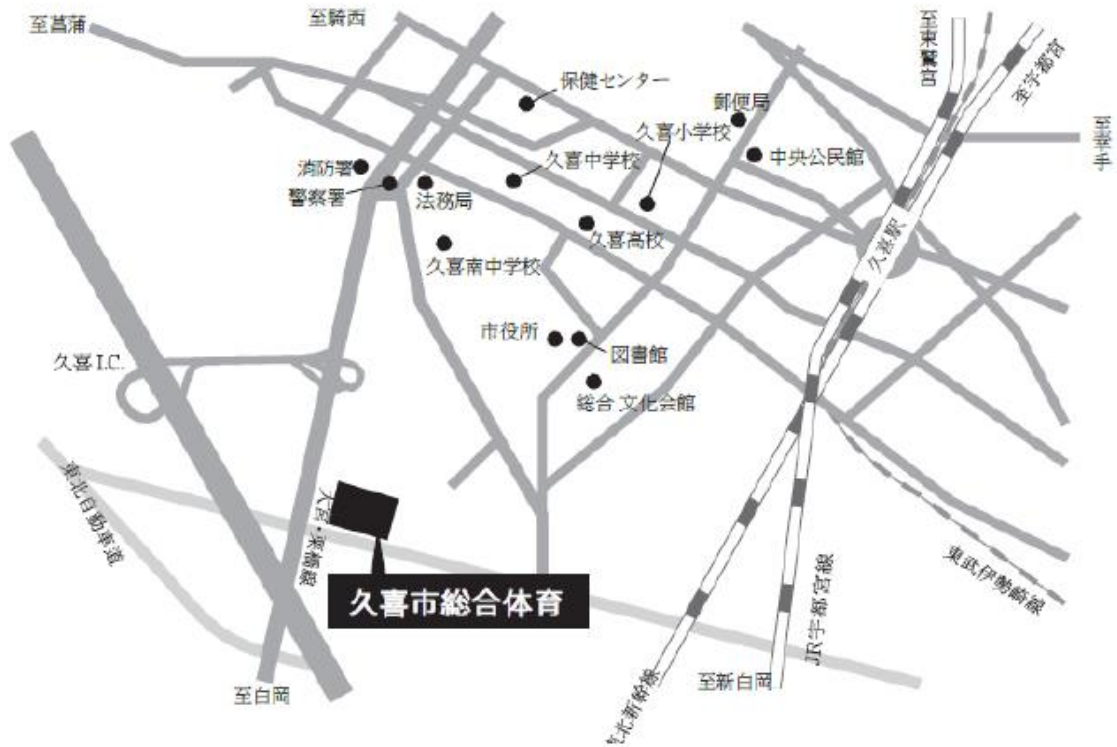 至菖蒲
至騎西
至東鷲宮
至宇都宮
至幸手
保健センター
郵便局
久喜小学校
中央公民館
久喜中学校
消防署
警察署
法務局
久喜高校
久喜南中学校
久喜駅
市役所
図書館
総合文化会館
久喜I.C.
東北自動車道
大宮・栗橋線
久喜市総合体育
東武伊勢崎線
JR宇都宮線
北新幹線
至新白岡
至白岡